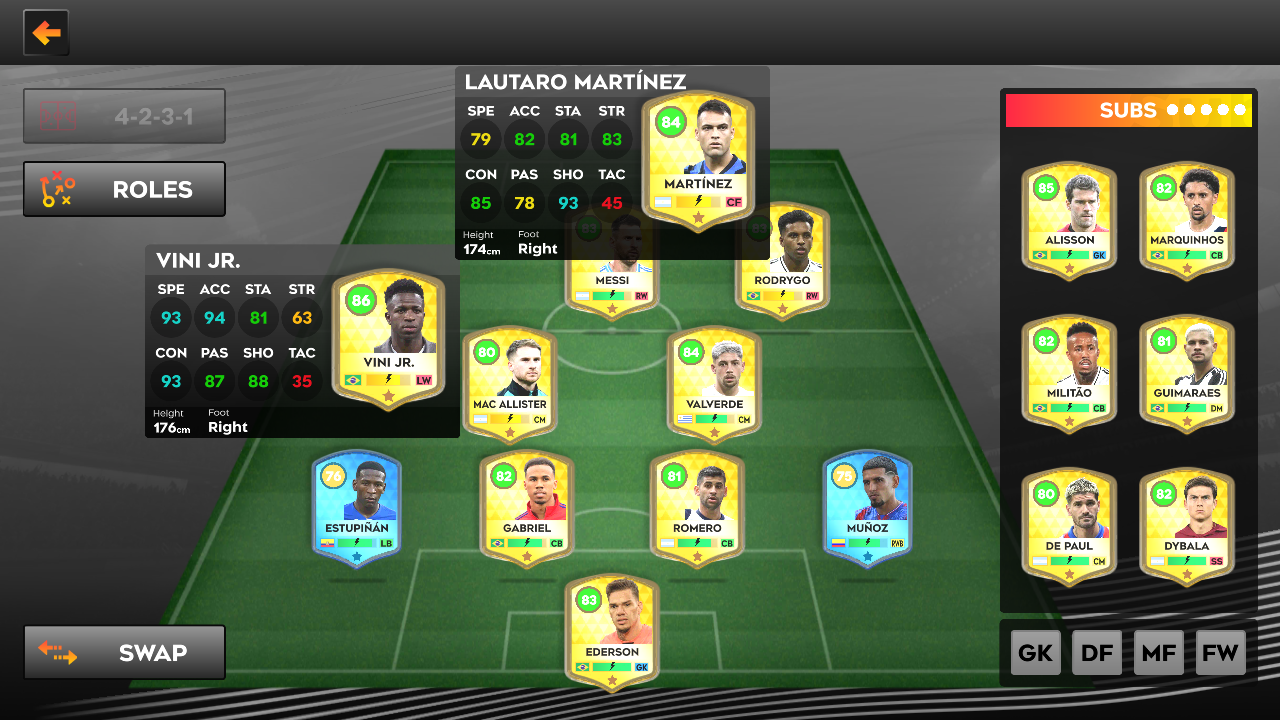 4-2-3-1
ROLES
SWAP
LAUTARO MARTÍNEZ
SPE ACC STA STR
79 82 81 83
CON PAS SHO TAC
85 78 93 45
Height Foot
174cm Right
84
MARTÍNEZ
CF
VINI JR.
SPE ACC STA STR
93 94 81 63
CON PAS SHO TAC
93 87 88 35
Height Foot
176cm Right
86
VINI JR.
LW
83
MESSI
RW
83
RODRYGO
RW
80
MAC ALLISTER
CM
84
VALVERDE
CM
76
ESTUPIÑÁN
LB
82
GABRIEL
CB
81
ROMERO
CB
MUÑOZ
RWB
83
EDERSON
GK
SUBS
85
ALISSON
GK
82
MARQUINHOS
CB
82
MILITÃO
CB
81
GUIMARAES
DM
80
DE PAUL
CM
82
DYBALA
SS
GK DF MF FW